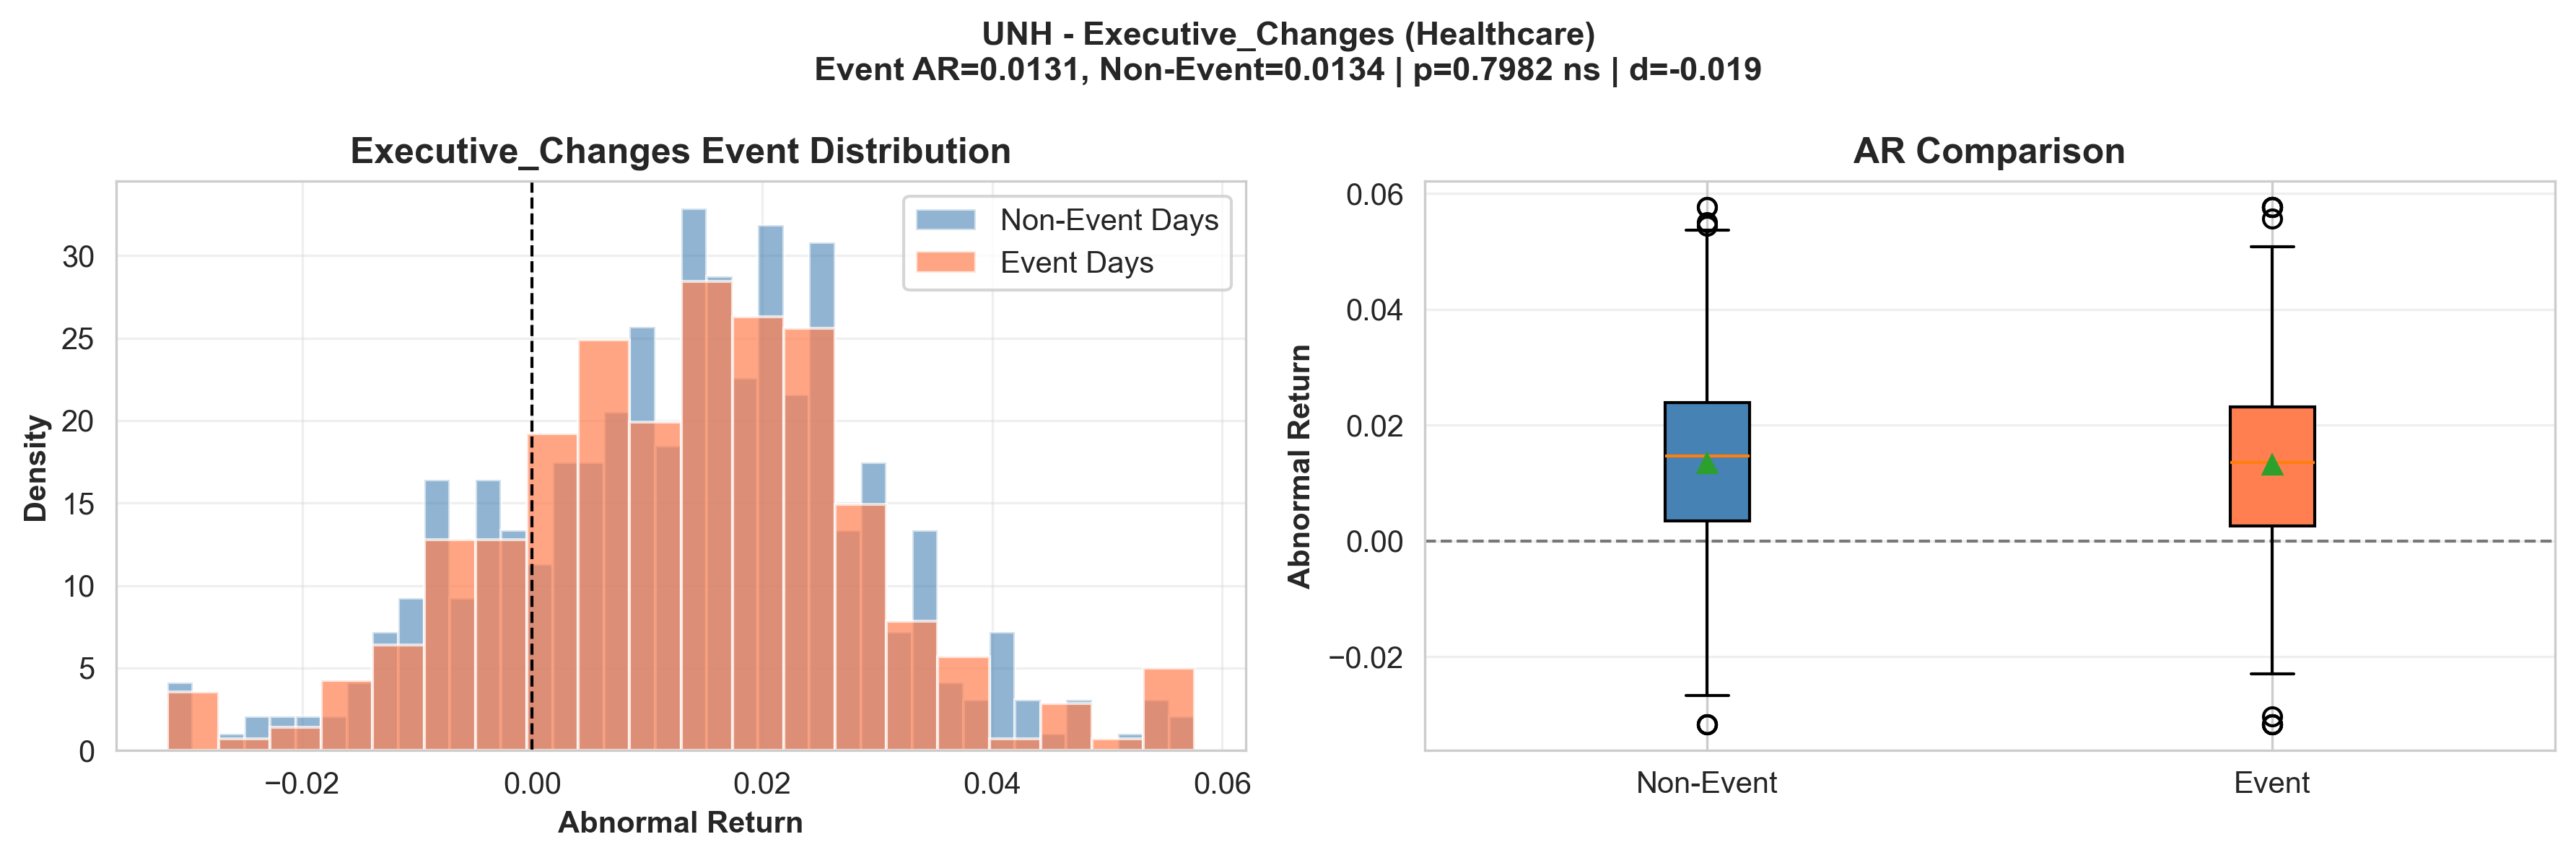 UNH - Executive_Changes (Healthcare)
Event AR=0.0131, Non-Event=0.0134 | p=0.7982 ns | d=-0.019
Executive_Changes Event Distribution
Non-Event Days
Event Days
Density
30
25
20
15
10
5
0
−0.02
0.00
0.02
0.04
0.06
Abnormal Return
AR Comparison
Abnormal Return
0.06
0.04
0.02
0.00
−0.02
Non-Event
Event